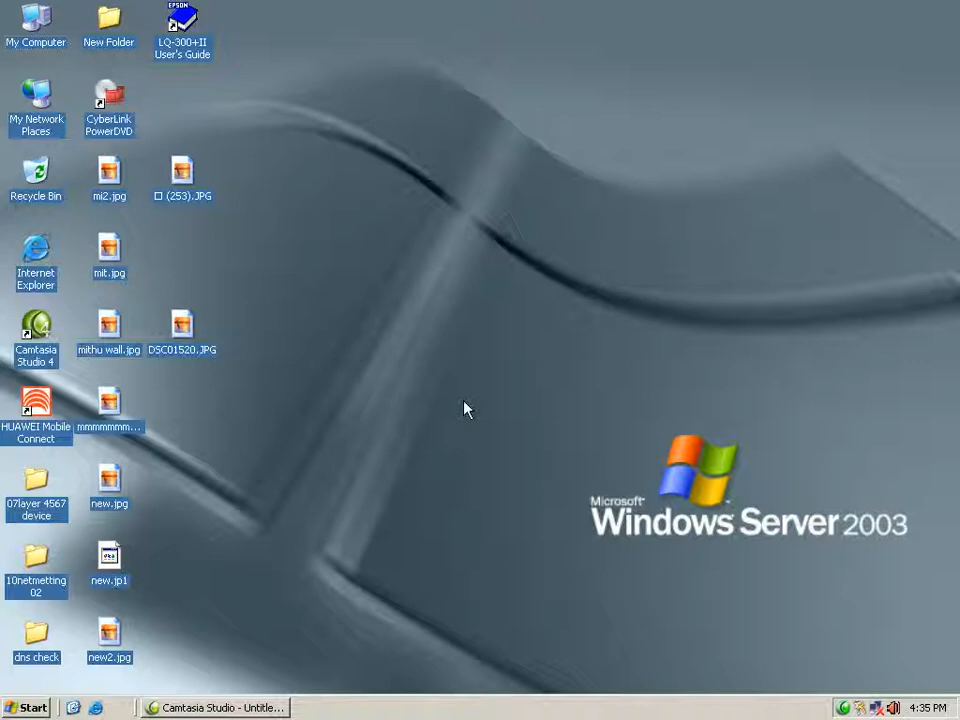 My Computer
New Folder
LQ-300+II
User's Guide
EPSON
My Network
Places
CyberLink
PowerDVD
Recycle Bin
mi2.jpg
(253).JPG
Internet
Explorer
mit.jpg
Camtasia
Studio 4
mithu wall.jpg
DSC01520.JPG
HUAWEI Mobile
Connect
mmmmmmm...
07layer 4567
device
new.jpg
10netmetting
02
new.jp1
dns check
new2.jpg
Microsoft
Windows Server 2003
Start
Camtasia Studio - Untitle...
4:35 PM